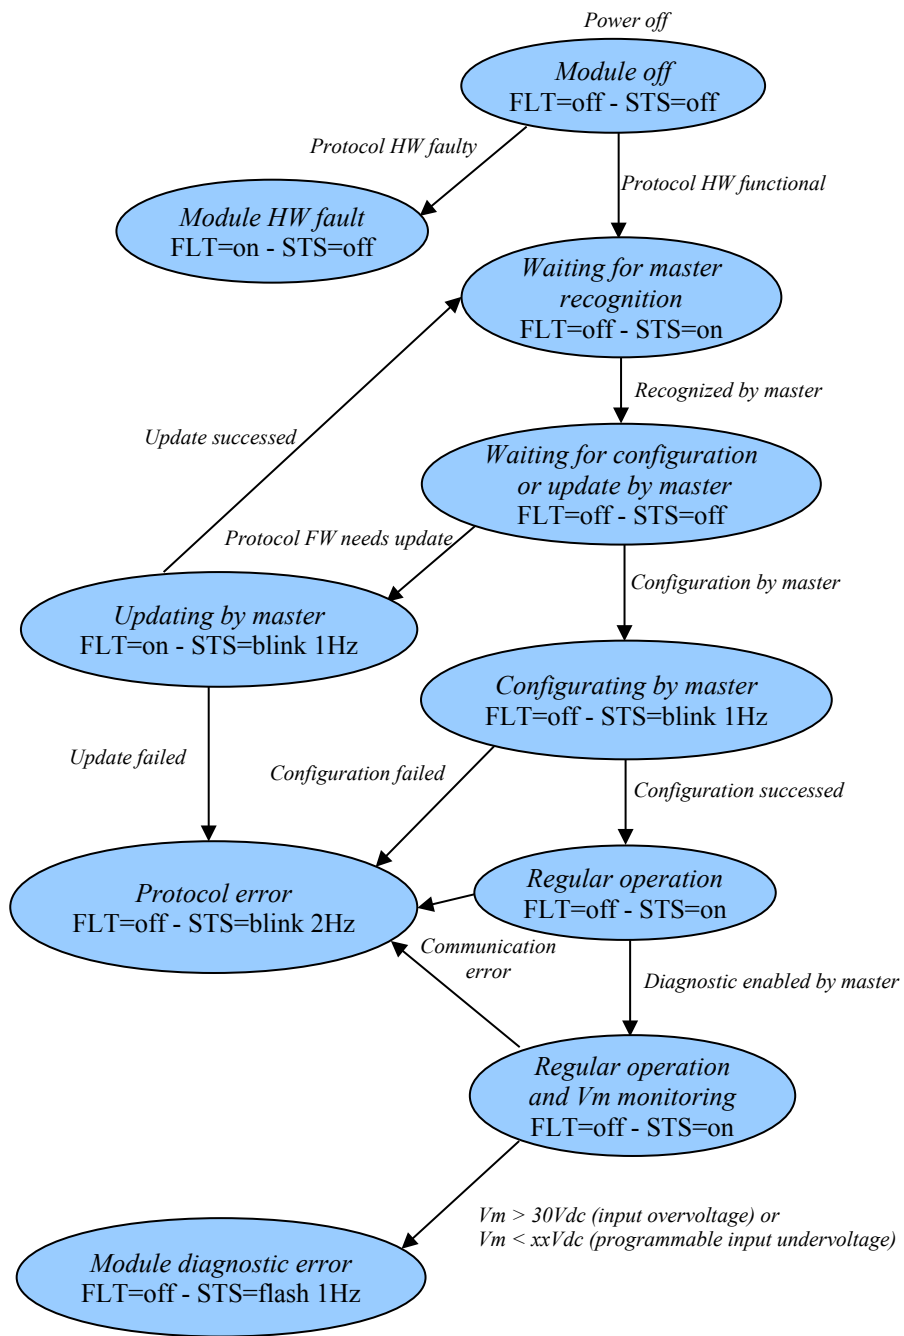 Power off
Module off
FLT=off - STS=off
Protocol HW faulty
Protocol HW functional
Module HW fault
FLT=on - STS=off
Waiting for master
recognition
FLT=off - STS=on
Recognized by master
Update successed
Waiting for configuration
or update by master
FLT=off - STS=off
Protocol FW needs update
Configuration by master
Updating by master
FLT=on - STS=blink 1Hz
Configurating by master
FLT=off - STS=blink 1Hz
Update failed
Configuration failed
Configuration successed
Protocol error
FLT=off - STS=blink 2Hz
Regular operation
FLT=off - STS=on
Communication
error
Diagnostic enabled by master
Regular operation
and Vm monitoring
FLT=off - STS=on
Vm > 30Vdc (input overvoltage) or
Vm < xxVdc (programmable input undervoltage)
Module diagnostic error
FLT=off - STS=flash 1Hz